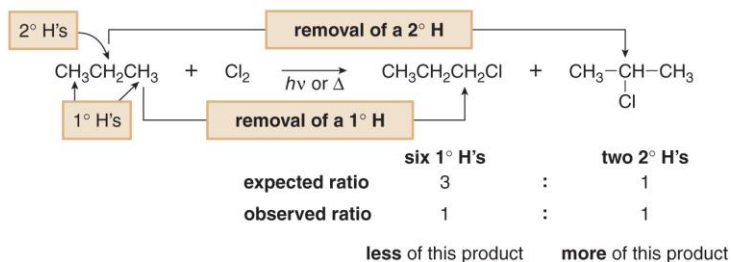 2° H's
removal of a 2° H
CH₃CH₂CH₃ + Cl₂ hν or Δ CH₃CH₂CH₂Cl + CH₃–CH–CH₃
Cl
1° H's
removal of a 1° H
six 1° H's two 2° H's
expected ratio 3 : 1
observed ratio 1 : 1
less of this product more of this product